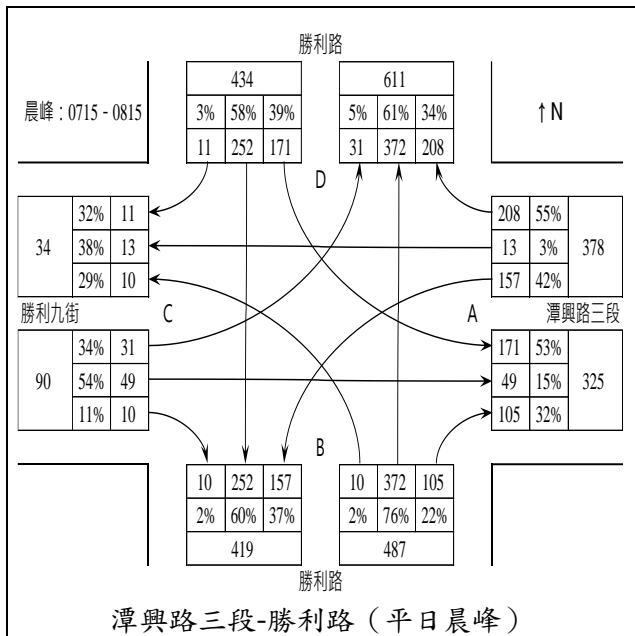 勝利路
434
611
晨峰：0715 - 0815
3% 58% 39%
5% 61% 34%
↑N
11 252 171
31 372 208
D
34
32% 11
38% 13
29% 10
208 55%
13 3%
157 42%
378
勝利九街
C
A
潭興路三段
90
34% 31
54% 49
11% 10
171 53%
49 15%
105 32%
325
B
10 252 157
10 372 105
2% 60% 37%
2% 76% 22%
419
487
勝利路
潭興路三段-勝利路（平日晨峰）